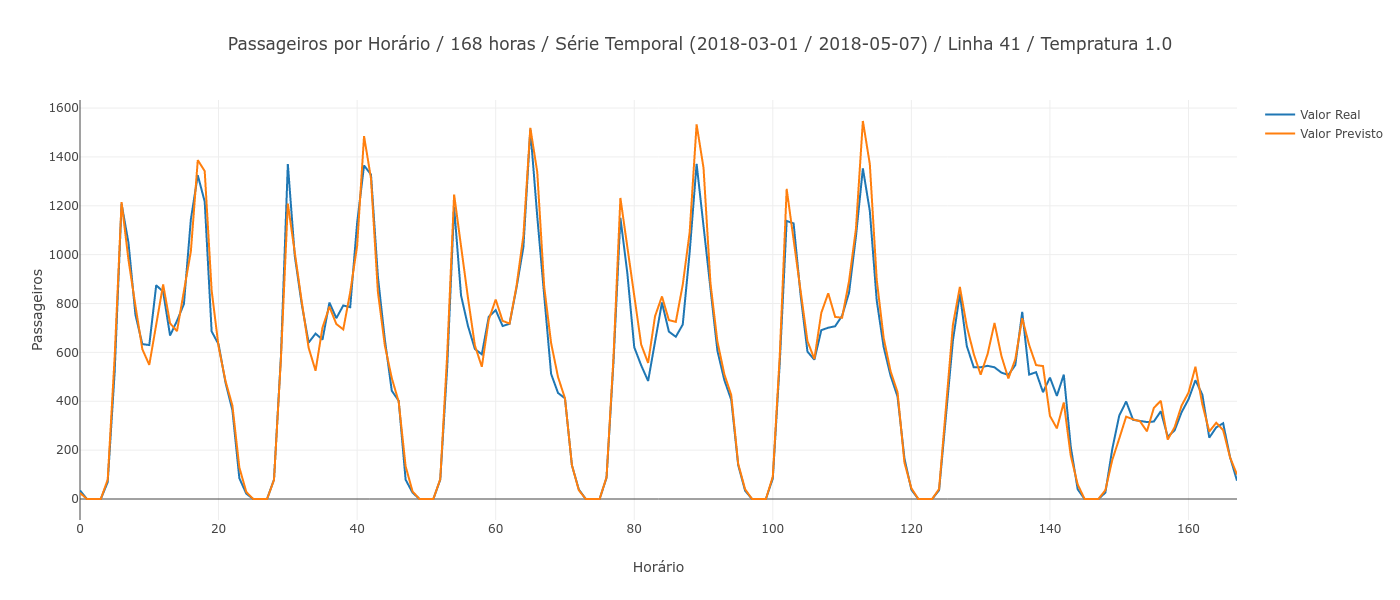 Passageiros por Horário / 168 horas / Série Temporal (2018-03-01 / 2018-05-07) / Linha 41 / Tempratura 1.0
Valor Real
Valor Previsto
Passageiros
1600
1400
1200
1000
800
600
400
200
0
0 20 40 60 80 100 120 140 160
Horário